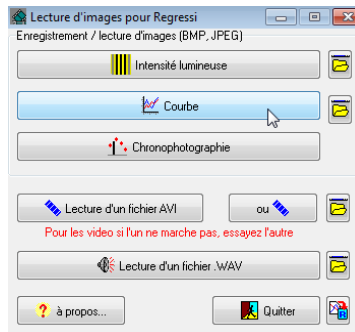 Lecture d'images pour Regressi
Enregistrement / lecture d'images (BMP, JPEG)
Intensité lumineuse
Courbe
Chronophotographie
Lecture d'un fichier AVI
ou
Pour les video si l'un ne marche pas, essayez l'autre
Lecture d'un fichier .WAV
à propos...
Quitter